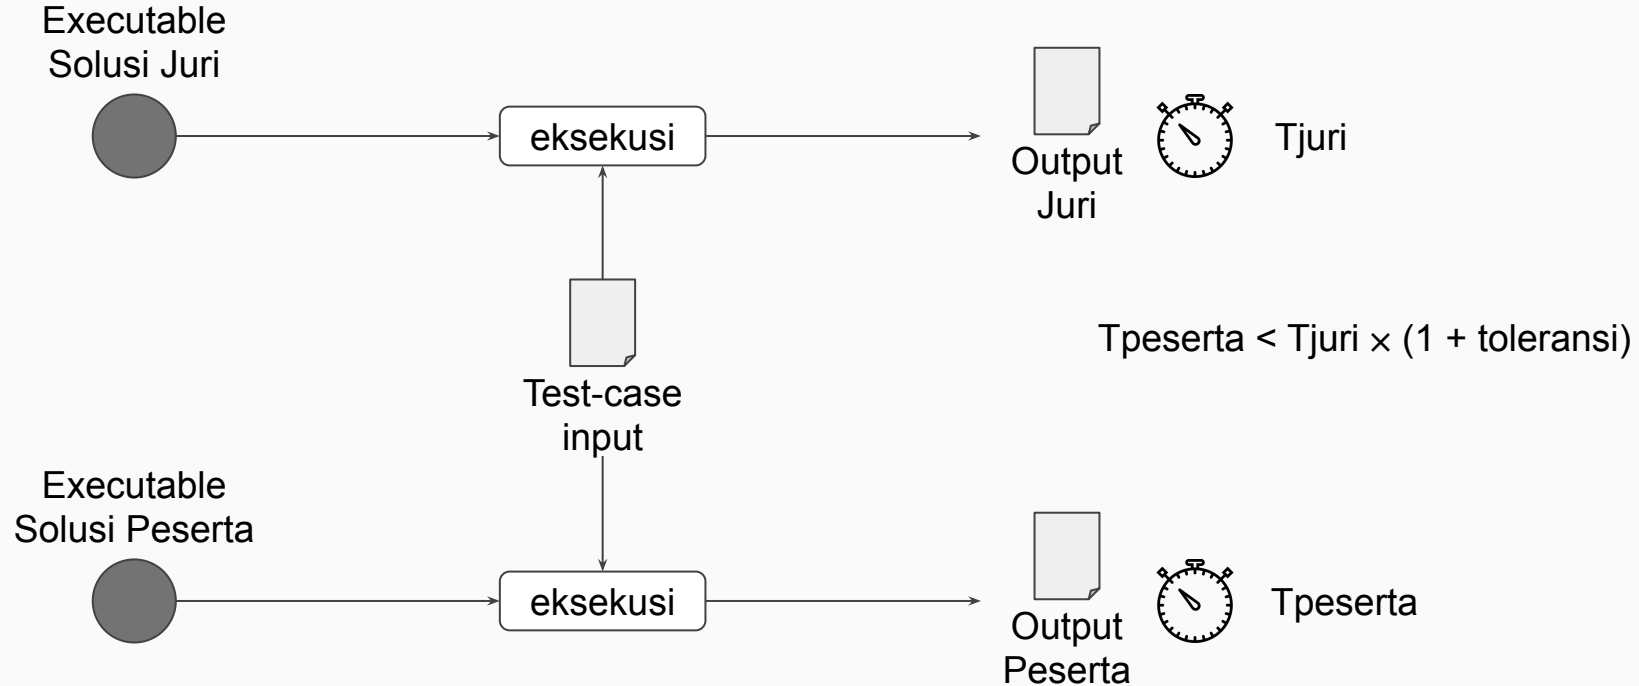 Executable
Solusi Juri
eksekusi
Output
Juri
Tjuri
Test-case
input
Tpeserta < Tjuri × (1 + toleransi)
Executable
Solusi Peserta
eksekusi
Output
Peserta
Tpeserta